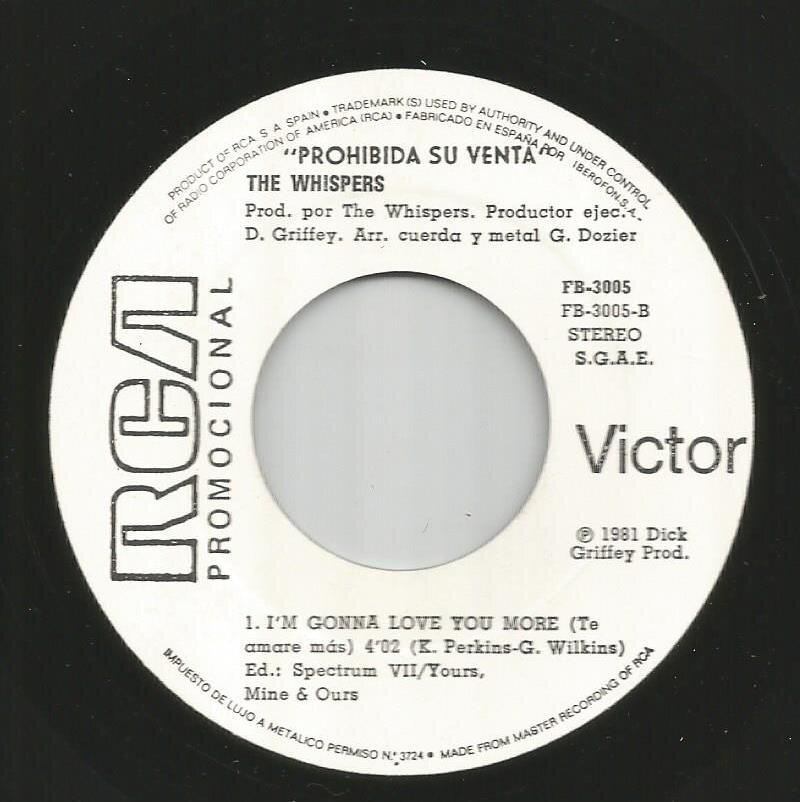 PRODUCT OF RCA S A SPAIN • TRADEMARK (S) USED BY AUTHORITY AND UNDER CONTROL
OF RADIO CORPORATION OF AMERICA (RCA) • FABRICADO EN ESPAÑA POR IBEROFON, S.A.
"PROHIBIDA SU VENTA"
THE WHISPERS
Prod. por The Whispers. Productor ejec.:
D. Griffey. Arr. cuerda y metal G. Dozier
FB-3005
FB-3005-B
STEREO
S.G.A.E.
RCA
PROMOCIONAL
Victor
℗ 1981 Dick
Griffey Prod.
1. I'M GONNA LOVE YOU MORE (Te
amare más) 4'02 (K. Perkins-G. Wilkins)
Ed.: Spectrum VII/Yours,
Mine & Ours
IMPUESTO DE LUJO A METALICO PERMISO N.º 3724 • MADE FROM MASTER RECORDING OF RCA